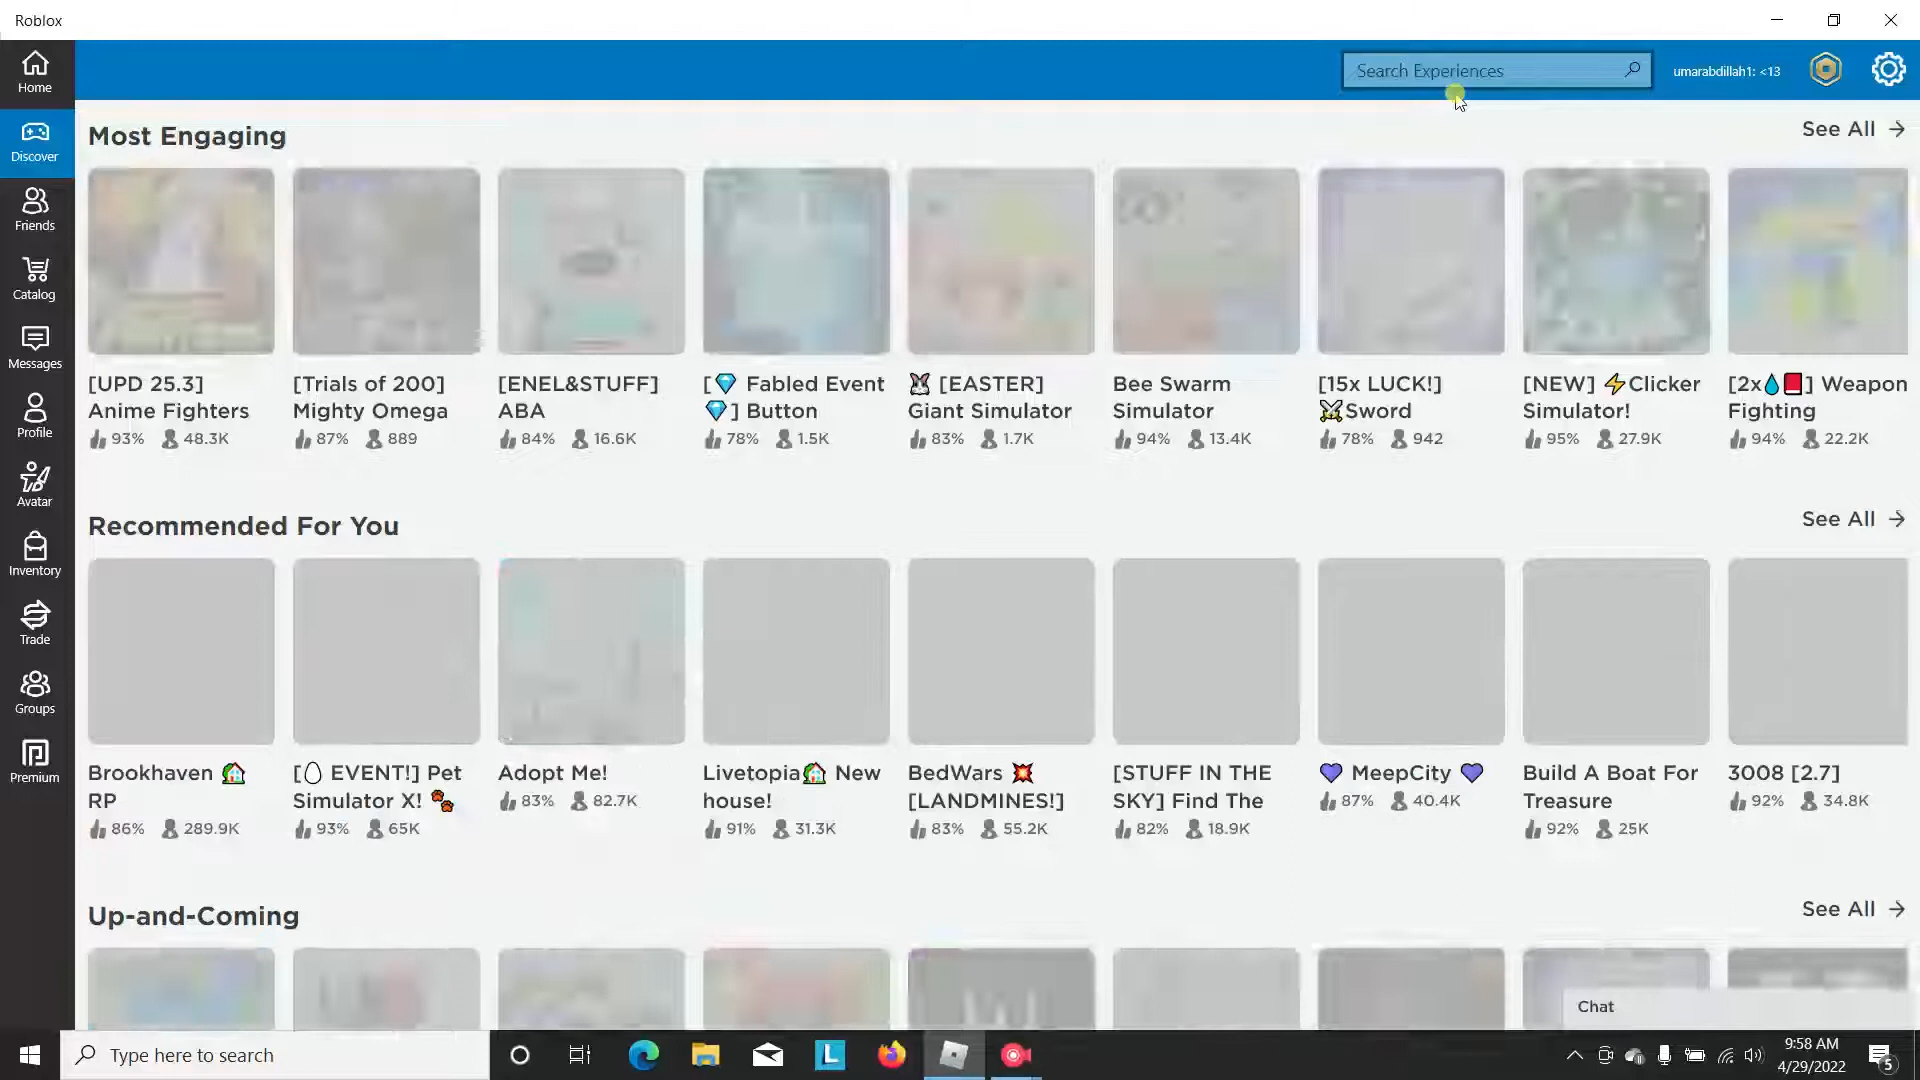 Roblox
Search Experiences
umarabdillah1: <13
Home
Discover
Friends
Catalog
Messages
Profile
Avatar
Inventory
Trade
Groups
Premium
Most Engaging
See All →
[UPD 25.3]
Anime Fighters
93% 48.3K
[Trials of 200]
Mighty Omega
87% 889
[ENEL&STUFF]
ABA
84% 16.6K
[💎 Fabled Event
💎] Button
78% 1.5K
🐰 [EASTER]
Giant Simulator
83% 1.7K
Bee Swarm
Simulator
94% 13.4K
[15x LUCK!]
⚔️Sword
78% 942
[NEW] ⚡Clicker
Simulator!
95% 27.9K
[2x💧📕] Weapon
Fighting
94% 22.2K
Recommended For You
See All →
Brookhaven 🏡
RP
86% 289.9K
[🥚 EVENT!] Pet
Simulator X! 🐾
93% 65K
Adopt Me!
83% 82.7K
Livetopia🏡 New
house!
91% 31.3K
BedWars 💥
[LANDMINES!]
83% 55.2K
[STUFF IN THE
SKY] Find The
82% 18.9K
💜 MeepCity 💜
87% 40.4K
Build A Boat For
Treasure
92% 25K
3008 [2.7]
92% 34.8K
Up-and-Coming
See All →
Chat
Type here to search
9:58 AM
4/29/2022
5